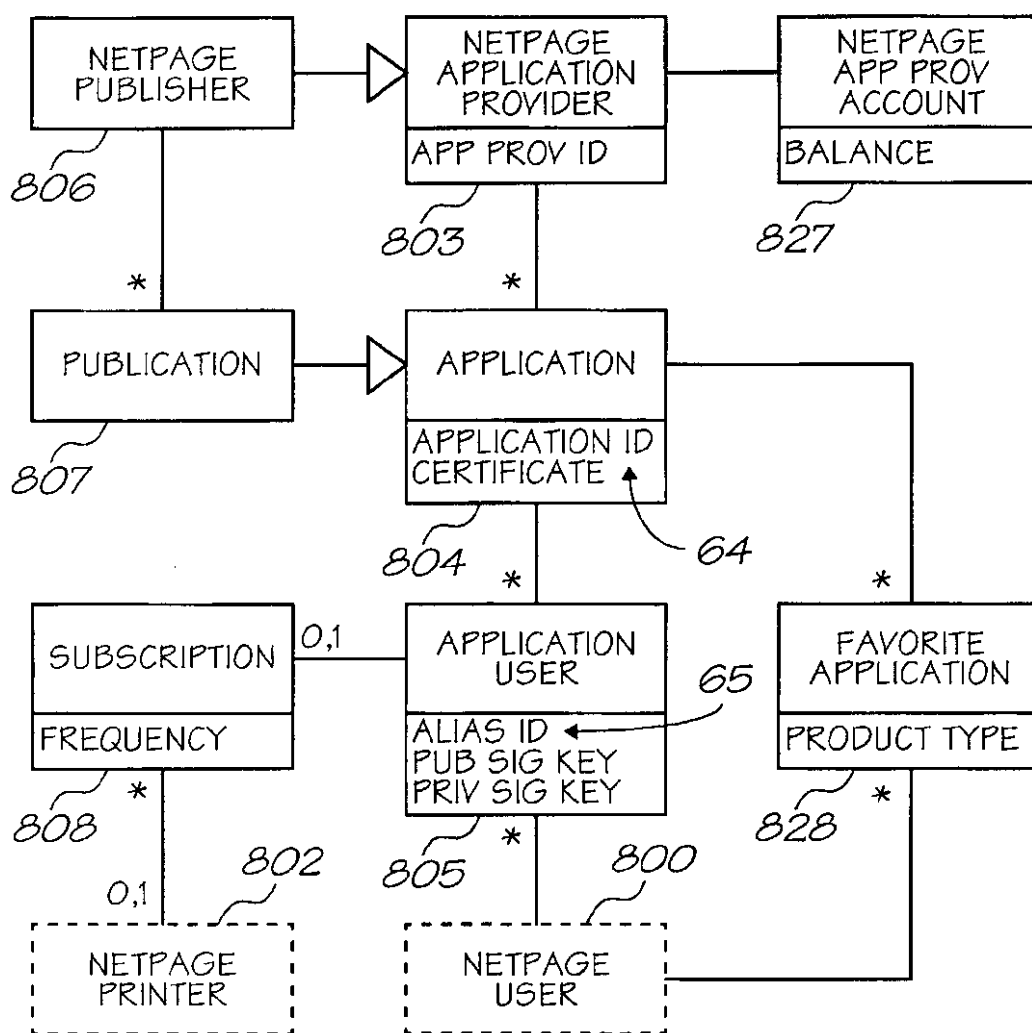 NETPAGE
PUBLISHER
806
NETPAGE
APPLICATION
PROVIDER
APP PROV ID
803
NETPAGE
APP PROV
ACCOUNT
BALANCE
827
*
*
PUBLICATION
807
APPLICATION
APPLICATION ID
CERTIFICATE
804
64
*
*
SUBSCRIPTION
FREQUENCY
808
0,1
APPLICATION
USER
ALIAS ID
PUB SIG KEY
PRIV SIG KEY
805
65
FAVORITE
APPLICATION
PRODUCT TYPE
828
*
*
*
0,1
802
NETPAGE
PRINTER
800
NETPAGE
USER